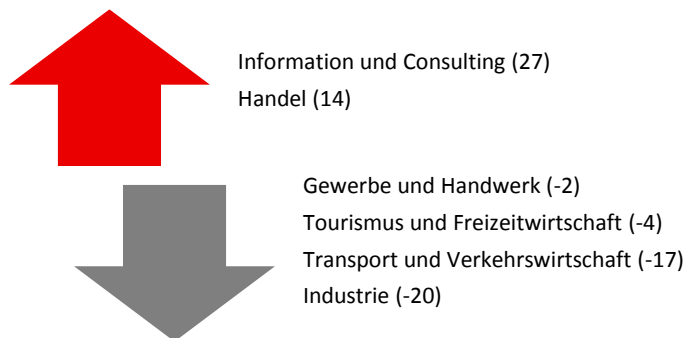 Information und Consulting (27)
Handel (14)
Gewerbe und Handwerk (-2)
Tourismus und Freizeitwirtschaft (-4)
Transport und Verkehrswirtschaft (-17)
Industrie (-20)